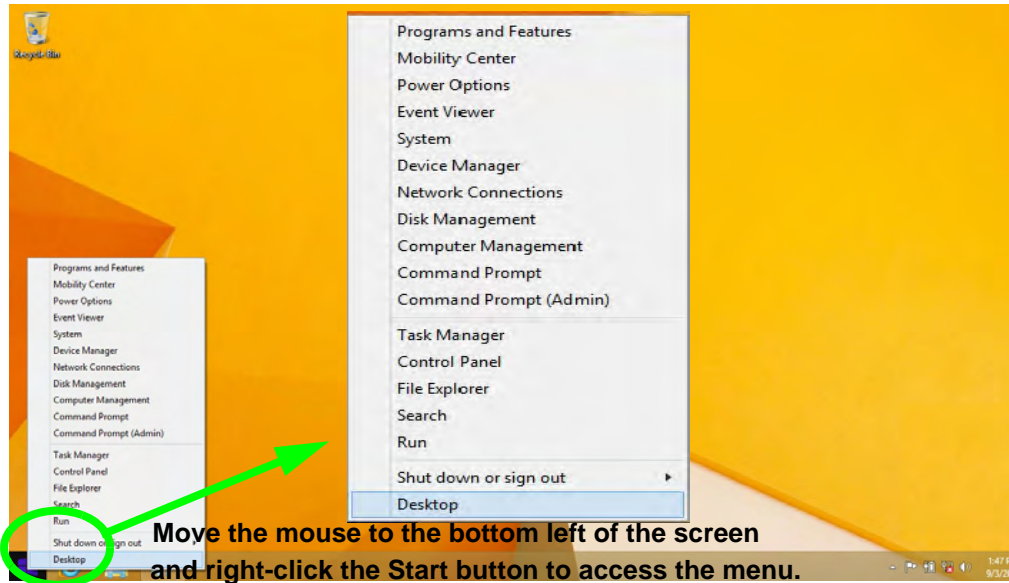 Recycle Bin
Programs and Features
Mobility Center
Power Options
Event Viewer
System
Device Manager
Network Connections
Disk Management
Computer Management
Command Prompt
Command Prompt (Admin)
Task Manager
Control Panel
File Explorer
Search
Run
Shut down or sign out
Desktop
Programs and Features
Mobility Center
Power Options
Event Viewer
System
Device Manager
Network Connections
Disk Management
Computer Management
Command Prompt
Command Prompt (Admin)
Task Manager
Control Panel
File Explorer
Search
Run
Shut down or sign out
Desktop
Move the mouse to the bottom left of the screen
and right-click the Start button to access the menu.
1:47